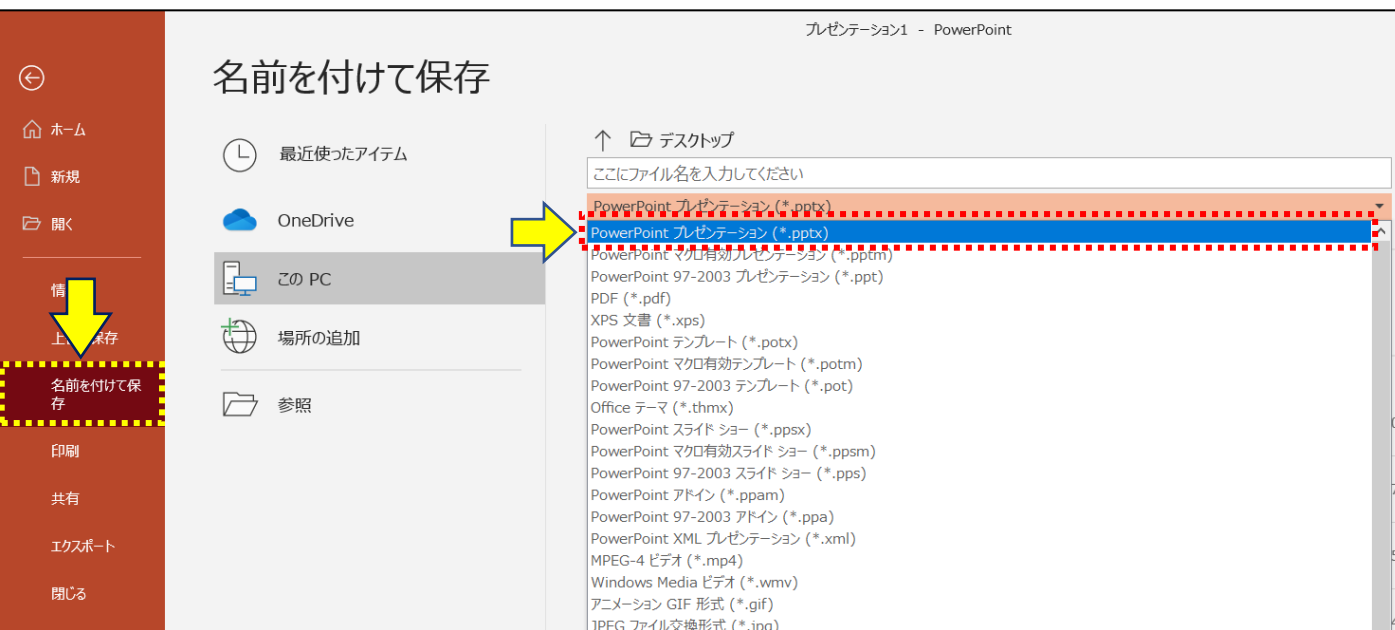 プレゼンテーション1 - PowerPoint
名前を付けて保存
ホーム
新規
開く
情
上 保存
名前を付けて保
存
印刷
共有
エクスポート
閉じる
最近使ったアイテム
OneDrive
この PC
場所の追加
参照
デスクトップ
ここにファイル名を入力してください
PowerPoint プレゼンテーション (*.pptx)
PowerPoint プレゼンテーション (*.pptx)
PowerPoint マクロ有効プレゼンテーション (*.pptm)
PowerPoint 97-2003 プレゼンテーション (*.ppt)
PDF (*.pdf)
XPS 文書 (*.xps)
PowerPoint テンプレート (*.potx)
PowerPoint マクロ有効テンプレート (*.potm)
PowerPoint 97-2003 テンプレート (*.pot)
Office テーマ (*.thmx)
PowerPoint スライド ショー (*.ppsx)
PowerPoint マクロ有効スライド ショー (*.ppsm)
PowerPoint 97-2003 スライド ショー (*.pps)
PowerPoint アドイン (*.ppam)
PowerPoint 97-2003 アドイン (*.ppa)
PowerPoint XML プレゼンテーション (*.xml)
MPEG-4 ビデオ (*.mp4)
Windows Media ビデオ (*.wmv)
アニメーション GIF 形式 (*.gif)
JPEG ファイル交換形式 (*.jpg)